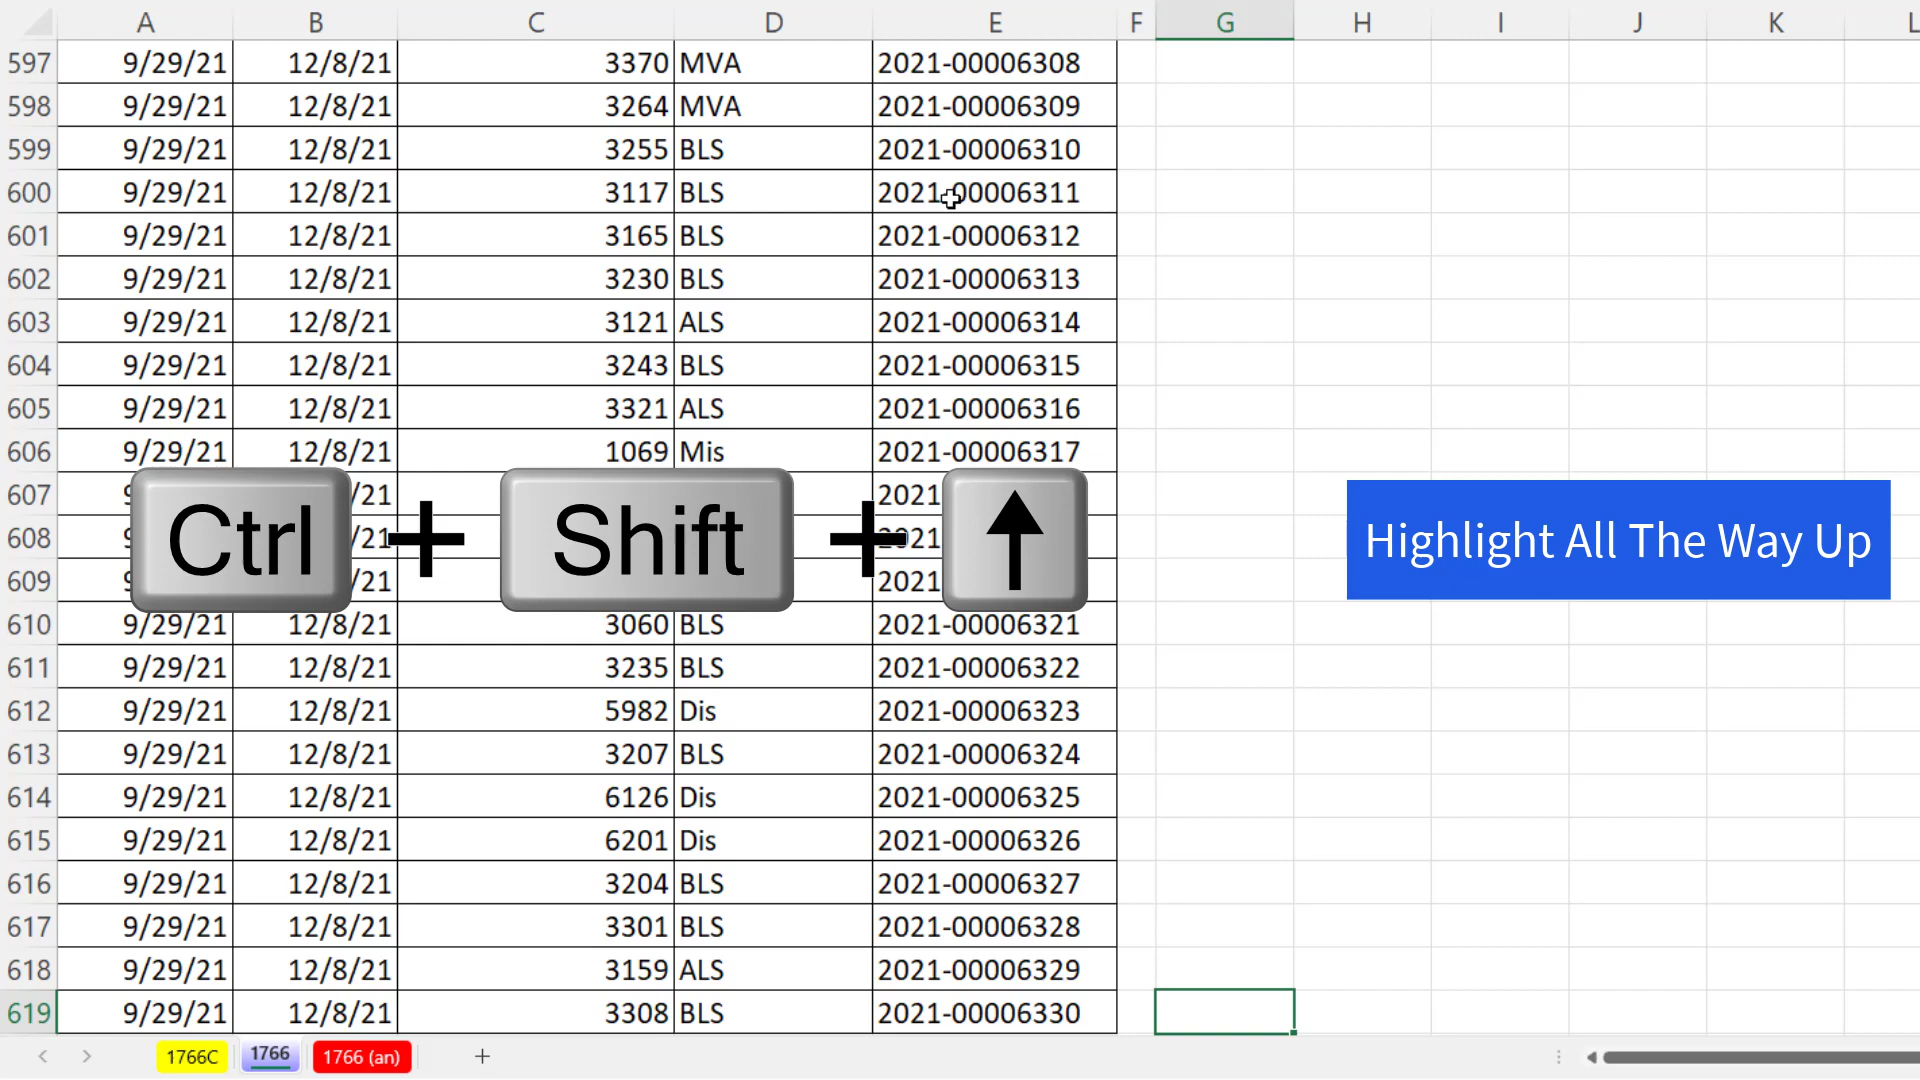 A B C D E F G H I J K L
597 9/29/21 12/8/21 3370 MVA 2021-00006308
598 9/29/21 12/8/21 3264 MVA 2021-00006309
599 9/29/21 12/8/21 3255 BLS 2021-00006310
600 9/29/21 12/8/21 3117 BLS 2021-00006311
601 9/29/21 12/8/21 3165 BLS 2021-00006312
602 9/29/21 12/8/21 3230 BLS 2021-00006313
603 9/29/21 12/8/21 3121 ALS 2021-00006314
604 9/29/21 12/8/21 3243 BLS 2021-00006315
605 9/29/21 12/8/21 3321 ALS 2021-00006316
606 9/29/21 12/8/21 1069 Mis 2021-00006317
607
608
609
Ctrl + Shift + ↑ Highlight All The Way Up
610 9/29/21 12/8/21 3060 BLS 2021-00006321
611 9/29/21 12/8/21 3235 BLS 2021-00006322
612 9/29/21 12/8/21 5982 Dis 2021-00006323
613 9/29/21 12/8/21 3207 BLS 2021-00006324
614 9/29/21 12/8/21 6126 Dis 2021-00006325
615 9/29/21 12/8/21 6201 Dis 2021-00006326
616 9/29/21 12/8/21 3204 BLS 2021-00006327
617 9/29/21 12/8/21 3301 BLS 2021-00006328
618 9/29/21 12/8/21 3159 ALS 2021-00006329
619 9/29/21 12/8/21 3308 BLS 2021-00006330
1766C 1766 1766 (an) +